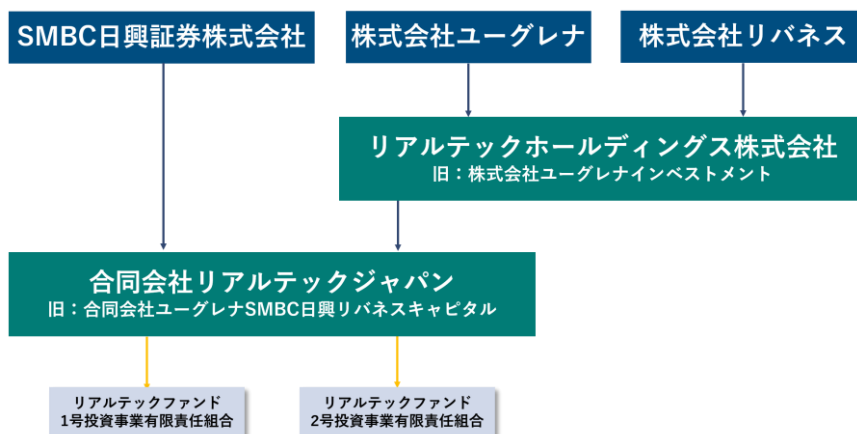 SMBC日興証券株式会社
株式会社ユーグレナ
株式会社リバネス
リアルテックホールディングス株式会社
旧：株式会社ユーグレナインベストメント
合同会社リアルテックジャパン
旧：合同会社ユーグレナSMBC日興リバネスキャピタル
リアルテックファンド
1号投資事業有限責任組合
リアルテックファンド
2号投資事業有限責任組合